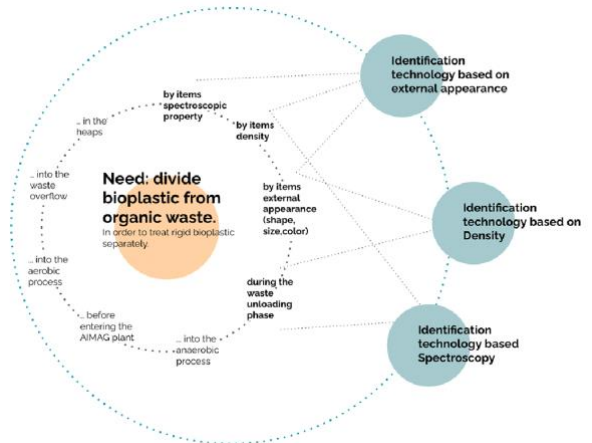 Identification
technology based on
external appearance
by items
spectroscopic
property
... in the
heaps
by items
density
... into the
waste
overflow
Need: divide
bioplastic from
organic waste.
In order to treat rigid bioplastic
separately.
by items
external
appearance
(shape,
size,color)
Identification
technology based on
Density
... into the
aerobic
process
during the
waste
unloading
phase
... before
entering the
AIMAG plant
... into the
anaerobic
process
Identification
technology based
Spectroscopy